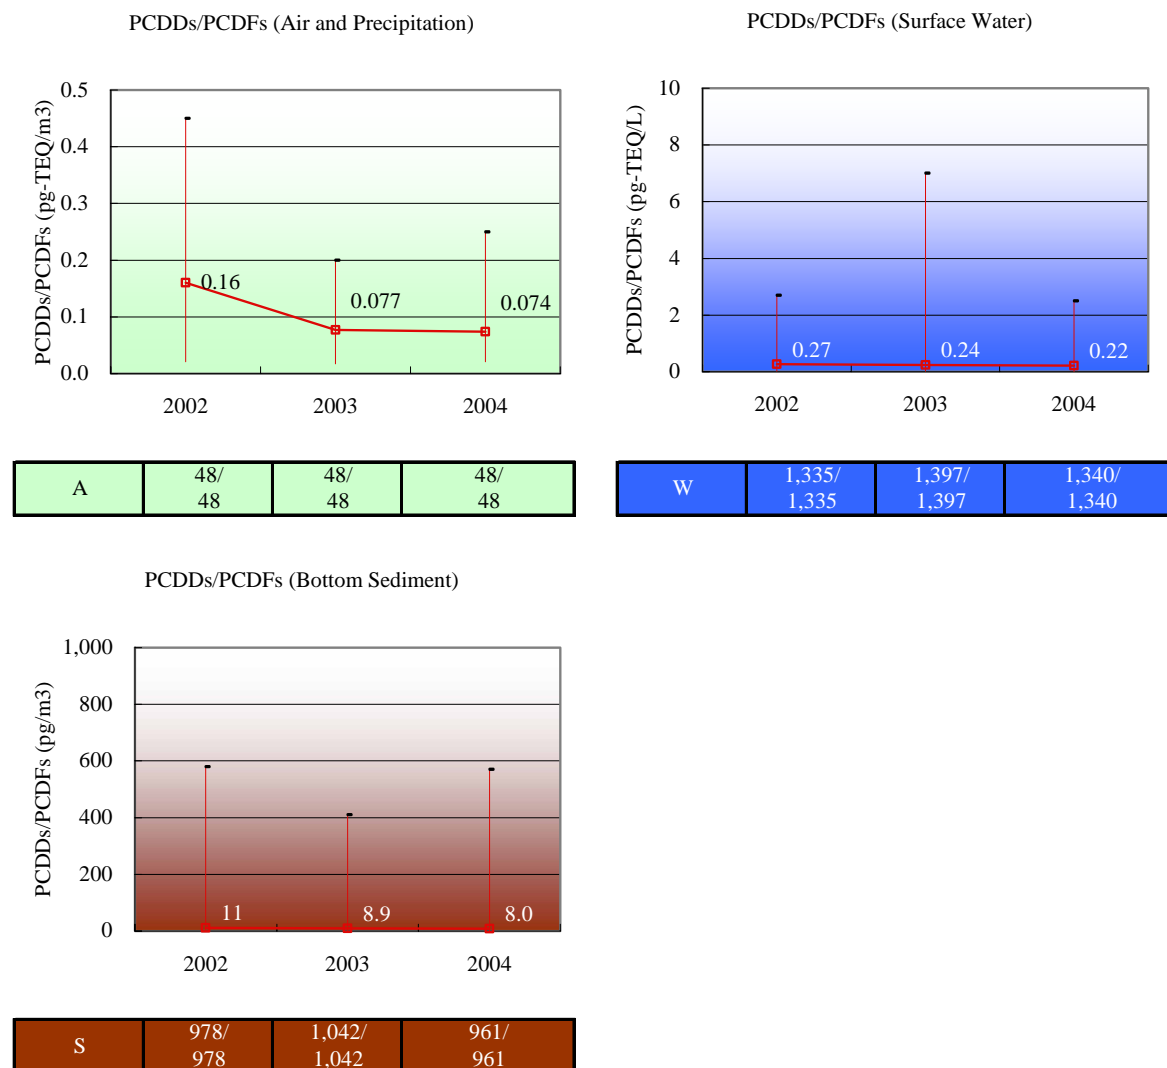 PCDDs/PCDFs (Air and Precipitation)
PCDDs/PCDFs (pg-TEQ/m3)
0.5
0.4
0.3
0.2
0.1
0.0
0.16
0.077
0.074
2002 2003 2004
A 48/ 48/ 48/
48 48 48
PCDDs/PCDFs (Surface Water)
PCDDs/PCDFs (pg-TEQ/L)
10
8
6
4
2
0
0.27 0.24 0.22
2002 2003 2004
W 1,335/ 1,397/ 1,340/
1,335 1,397 1,340
PCDDs/PCDFs (Bottom Sediment)
PCDDs/PCDFs (pg/m3)
1,000
800
600
400
200
0
11 8.9 8.0
2002 2003 2004
S 978/ 1,042/ 961/
978 1,042 961